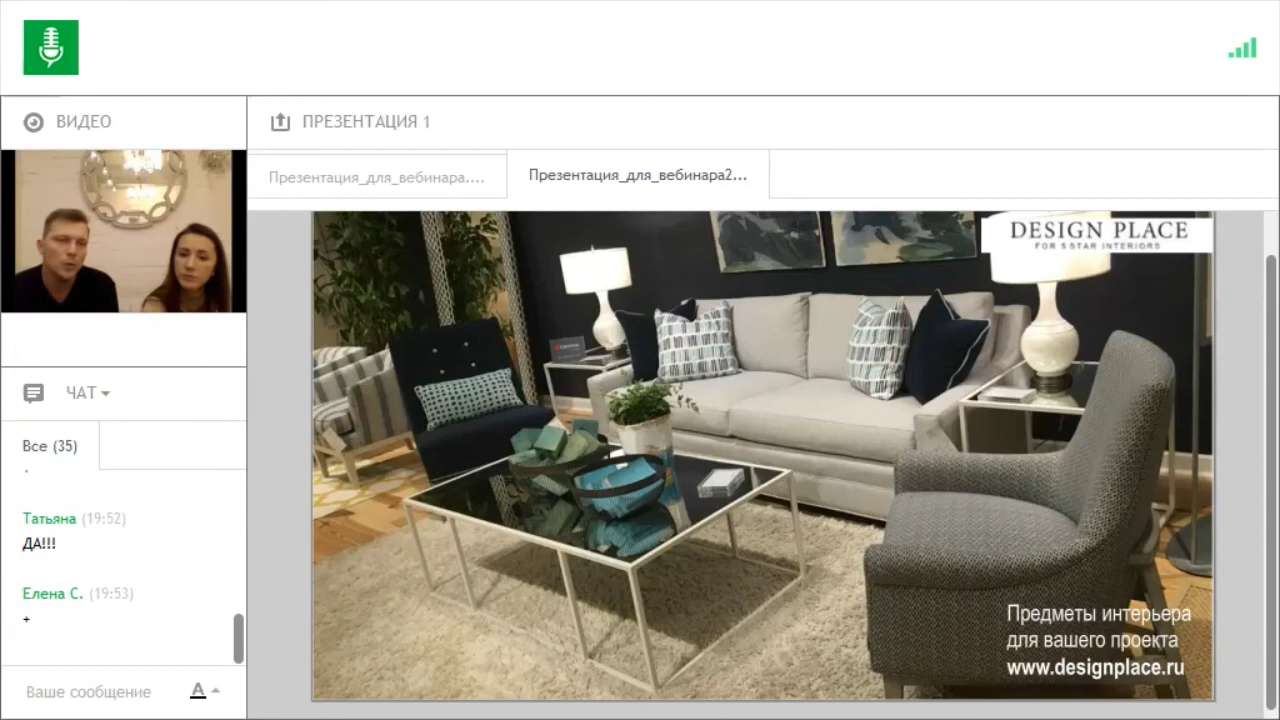 ВИДЕО
ПРЕЗЕНТАЦИЯ 1
Презентация_для_вебинара....
Презентация_для_вебинара2...
DESIGN PLACE
FOR 5 STAR INTERIORS
ЧАТ
Все (35)
Татьяна (19:52)
ДА!!!
Елена С. (19:53)
+
Ваше сообщение
A
Предметы интерьера
для вашего проекта
www.designplace.ru